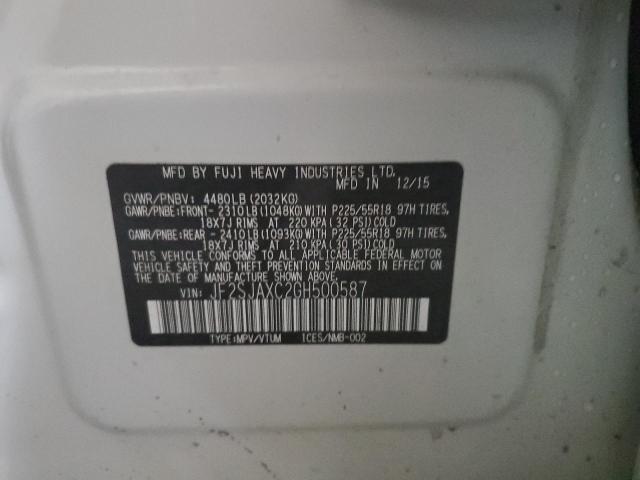 MFD BY FUJI HEAVY INDUSTRIES LTD.
MFD IN 12/15
GVWR/PNBV: 4480LB(2032KG)
GAWR/PNBE:FRONT- 2310LB(1048KG)WITH P225/55R18 97H TIRES,
18X7J RIMS AT 220 KPA(32 PSI)COLD
GAWR/PNBE:REAR - 2410LB(1093KG)WITH P225/55R18 97H TIRES,
18X7J RIMS AT 210 KPA(30 PSI)COLD
THIS VEHICLE CONFORMS TO ALL APPLICABLE FEDERAL MOTOR
VEHICLE SAFETY AND THEFT PREVENTION STANDARDS IN EFFECT ON
THE DATE OF MANUFACTURE SHOWN ABOVE.
VIN: JF2SJAXC2GH500587
TYPE:MPV/VTUM ICES/NMB-002